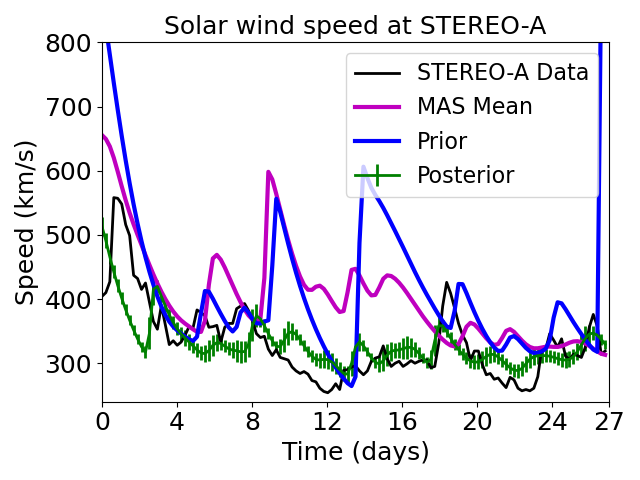 Solar wind speed at STEREO-A
800
700
600
500
400
300
Speed (km/s)
STEREO-A Data
MAS Mean
Prior
Posterior
0 4 8 12 16 20 24 27
Time (days)